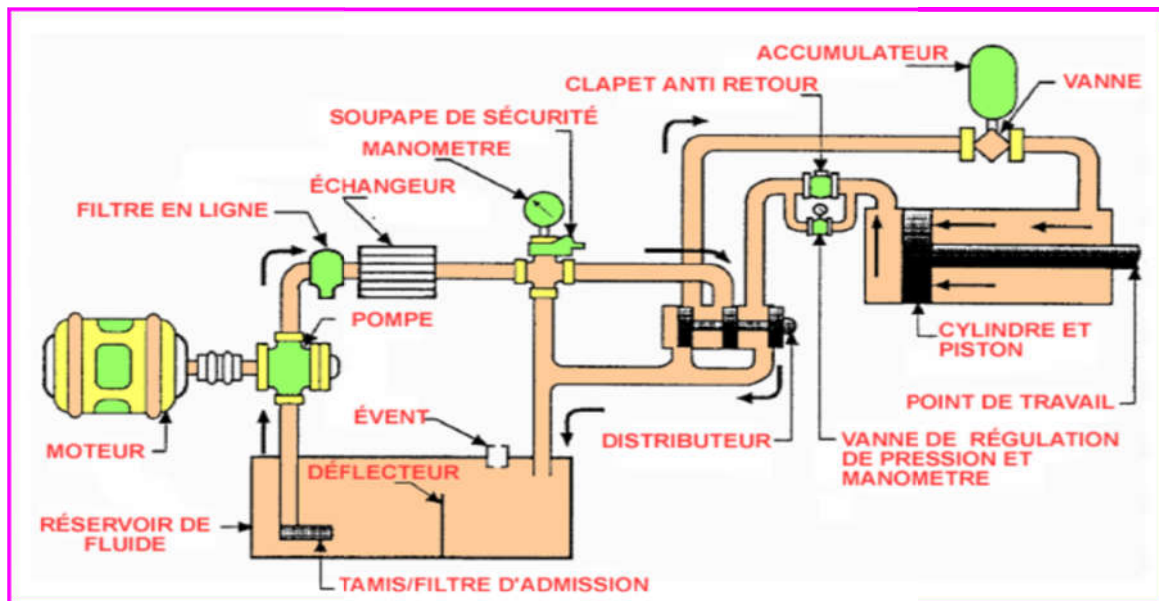 ACCUMULATEUR
CLAPET ANTI RETOUR
VANNE
SOUPAPE DE SÉCURITÉ
MANOMETRE
ÉCHANGEUR
FILTRE EN LIGNE
POMPE
CYLINDRE ET
PISTON
POINT DE TRAVAIL
ÉVENT
MOTEUR
DISTRIBUTEUR
VANNE DE RÉGULATION
DE PRESSION ET
MANOMETRE
DÉFLECTEUR
RÉSERVOIR DE
FLUIDE
TAMIS/FILTRE D'ADMISSION